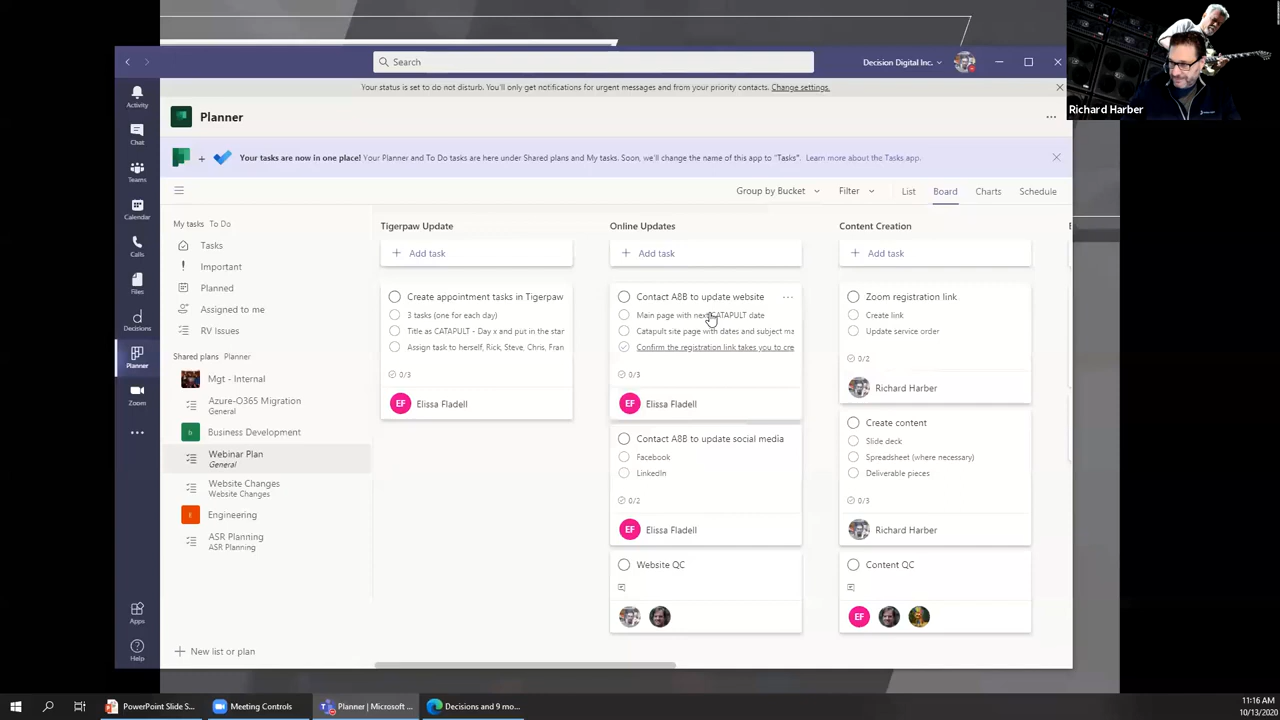 Search
Decision Digital Inc.
Your status is set to do not disturb. You'll only get notifications for urgent messages and from your priority contacts. Change settings.
Richard Harber
Activity
Chat
Teams
Calendar
Calls
Files
Decisions
Planner
Zoom
Apps
Help
Planner
Your tasks are now in one place! Your Planner and To Do tasks are here under Shared plans and My tasks. Soon, we'll change the name of this app to "Tasks". Learn more about the Tasks app.
Group by Bucket
Filter
List
Board
Charts
Schedule
My tasks To Do
Tasks
Important
Planned
Assigned to me
RV Issues
Shared plans Planner
Mgt - Internal
Azure-O365 Migration
General
Business Development
Webinar Plan
General
Website Changes
Website Changes
Engineering
ASR Planning
ASR Planning
+ New list or plan
Tigerpaw Update
+ Add task
Create appointment tasks in Tigerpaw
3 tasks (one for each day)
Title as CATAPULT - Day x and put in the star
Assign task to herself, Rick, Steve, Chris, Fran
0/3
EF Elissa Fladell
Online Updates
+ Add task
Contact A8B to update website
Main page with next CATAPULT date
Catapult site page with dates and subject ma
Confirm the registration link takes you to cre
0/3
EF Elissa Fladell
Contact A8B to update social media
Facebook
LinkedIn
0/2
EF Elissa Fladell
Website QC
Content Creation
+ Add task
Zoom registration link
Create link
Update service order
0/2
Richard Harber
Create content
Slide deck
Spreadsheet (where necessary)
Deliverable pieces
0/3
Richard Harber
Content QC
EF
PowerPoint Slide S...
Meeting Controls
Planner | Microsoft ...
Decisions and 9 mo...
11:16 AM
10/13/2020